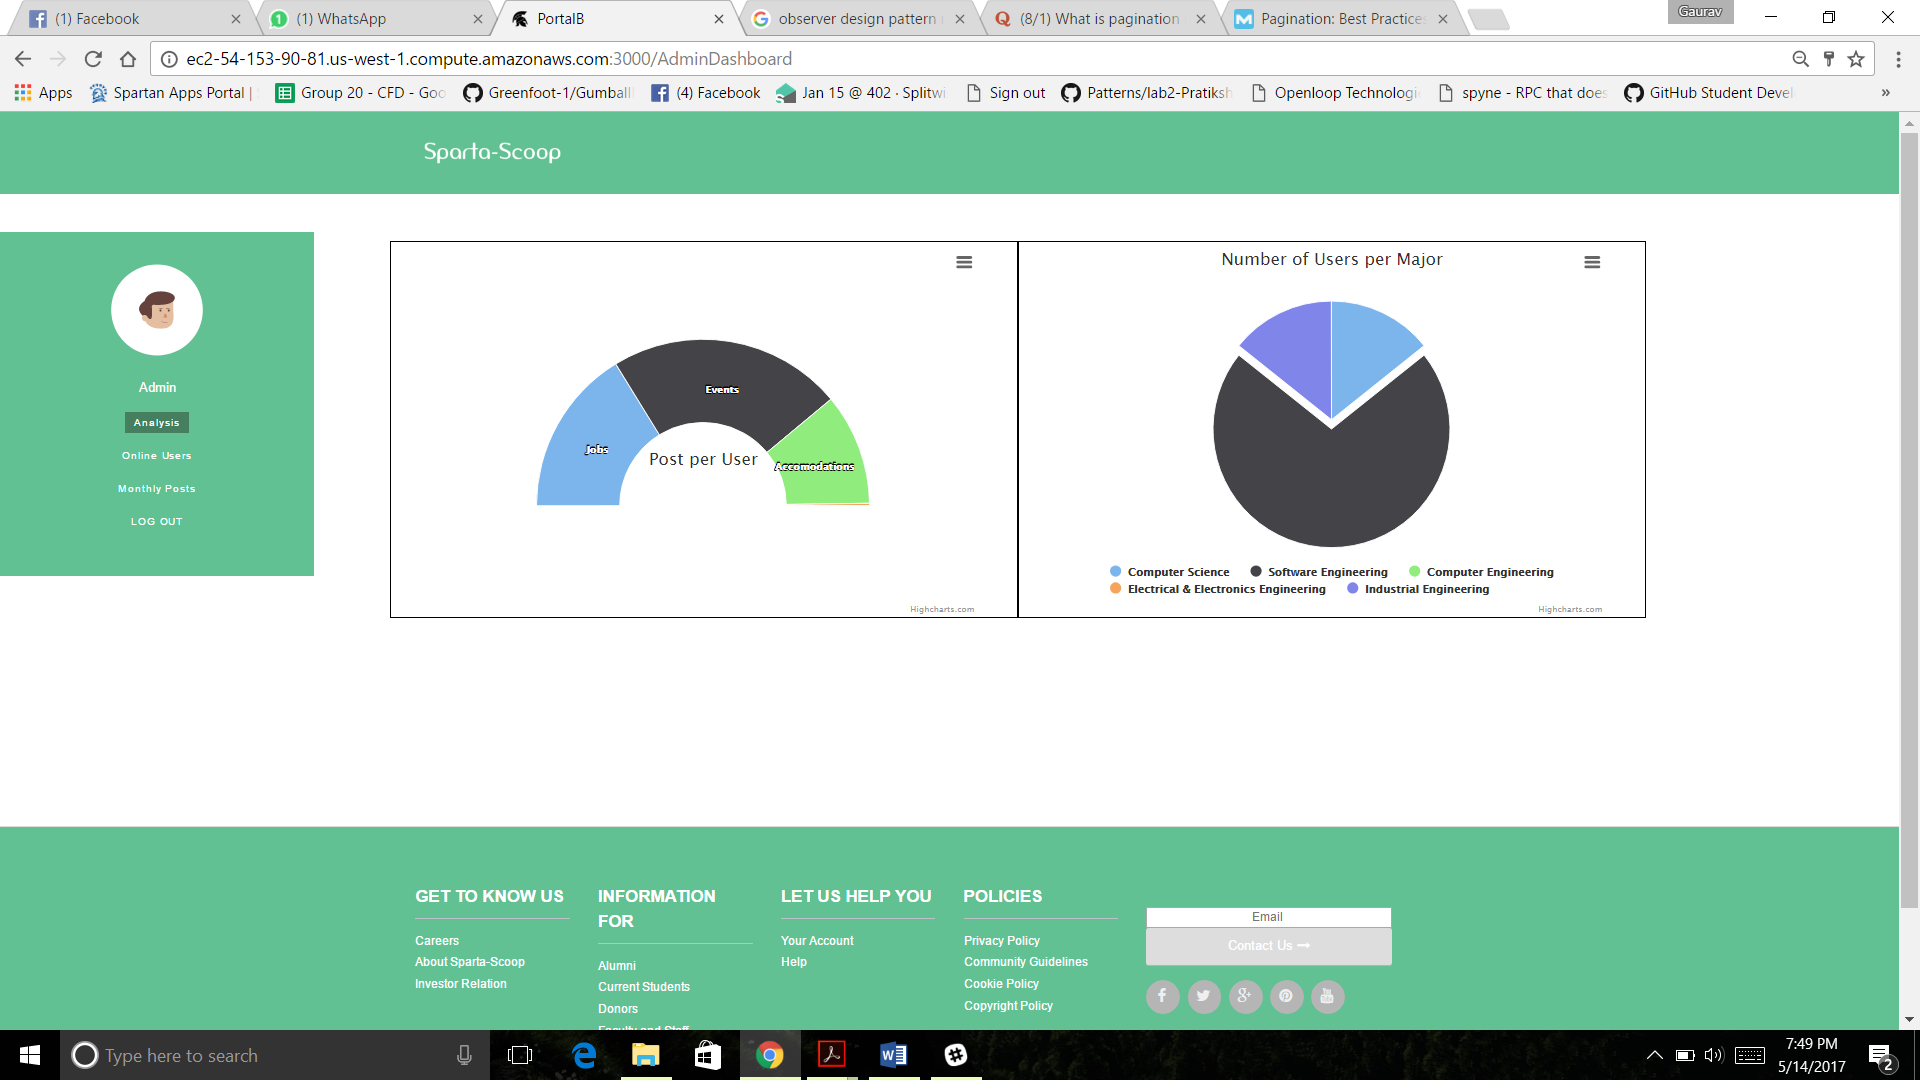 (1) Facebook
(1) WhatsApp
PortalB
observer design pattern
(8/1) What is pagination
Pagination: Best Practices
Gaurav
ec2-54-153-90-81.us-west-1.compute.amazonaws.com:3000/AdminDashboard
Apps
Spartan Apps Portal |
Group 20 - CFD - Goo
Greenfoot-1/Gumball
(4) Facebook
Jan 15 @ 402 · Splitwi
Sign out
Patterns/lab2-Pratiksh
Openloop Technologi
spyne - RPC that does
GitHub Student Devel
»
Sparta-Scoop
Admin
Analysis
Online Users
Monthly Posts
LOG OUT
Jobs
Events
Accomodations
Post per User
Highcharts.com
Number of Users per Major
Computer Science
Software Engineering
Computer Engineering
Electrical & Electronics Engineering
Industrial Engineering
Highcharts.com
GET TO KNOW US
Careers
About Sparta-Scoop
Investor Relation
INFORMATION
FOR
Alumni
Current Students
Donors
Faculty and Staff
LET US HELP YOU
Your Account
Help
POLICIES
Privacy Policy
Community Guidelines
Cookie Policy
Copyright Policy
Email
Contact Us
Type here to search
7:49 PM
5/14/2017
2